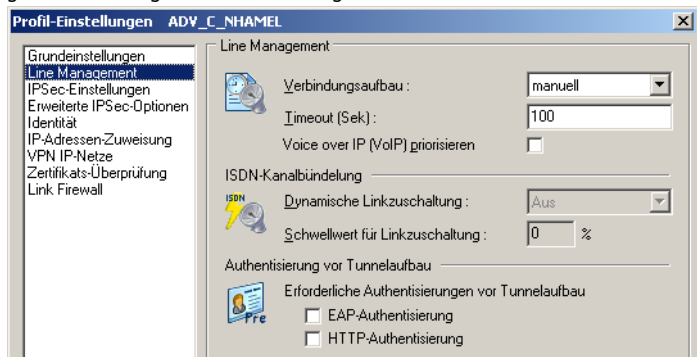 Profil-Einstellungen ADV_C_NHAMEL
Grundeinstellungen
Line Management
IPSec-Einstellungen
Erweiterte IPSec-Optionen
Identität
IP-Adressen-Zuweisung
VPN IP-Netze
Zertifikats-Überprüfung
Link Firewall
Line Management
Verbindungsaufbau : manuell
Timeout (Sek) : 100
Voice over IP (VoIP) priorisieren
ISDN-Kanalbündelung
ISDN
Dynamische Linkzuschaltung : Aus
Schwellwert für Linkzuschaltung : 0 %
Authentisierung vor Tunnelaufbau
Pre
Erforderliche Authentisierungen vor Tunnelaufbau
EAP-Authentisierung
HTTP-Authentisierung